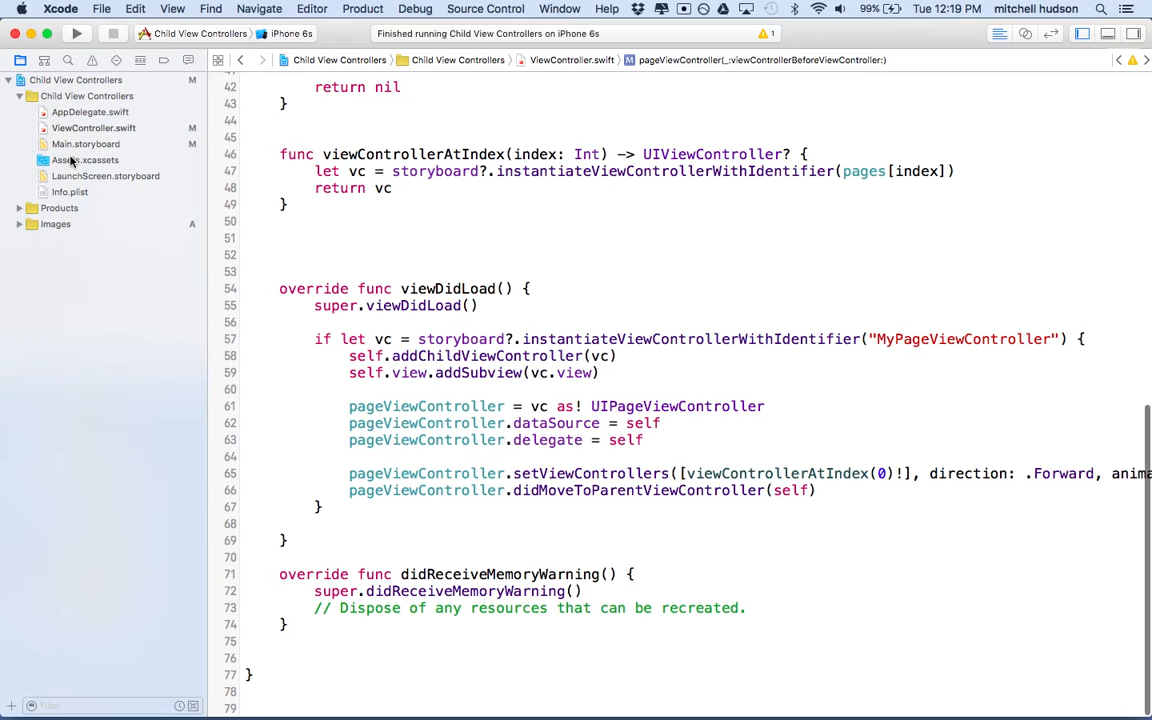 Xcode File Edit View Find Navigate Editor Product Debug Source Control Window Help 99% Tue 12:19 PM mitchell hudson
Child View Controllers iPhone 6s Finished running Child View Controllers on iPhone 6s 1
Child View Controllers Child View Controllers ViewController.swift M pageViewController(_:viewControllerBeforeViewController:)
Child View Controllers M
Child View Controllers
AppDelegate.swift
ViewController.swift M
Main.storyboard M
Assets.xcassets
LaunchScreen.storyboard
Info.plist
Products
Images A
Filter
42 return nil
43 }
44
45
46 func viewControllerAtIndex(index: Int) -> UIViewController? {
47 let vc = storyboard?.instantiateViewControllerWithIdentifier(pages[index])
48 return vc
49 }
50
51
52
53
54 override func viewDidLoad() {
55 super.viewDidLoad()
56
57 if let vc = storyboard?.instantiateViewControllerWithIdentifier("MyPageViewController") {
58 self.addChildViewController(vc)
59 self.view.addSubview(vc.view)
60
61 pageViewController = vc as! UIPageViewController
62 pageViewController.dataSource = self
63 pageViewController.delegate = self
64
65 pageViewController.setViewControllers([viewControllerAtIndex(0)!], direction: .Forward, anima
66 pageViewController.didMoveToParentViewController(self)
67 }
68
69 }
70
71 override func didReceiveMemoryWarning() {
72 super.didReceiveMemoryWarning()
73 // Dispose of any resources that can be recreated.
74 }
75
76
77 }
78
79